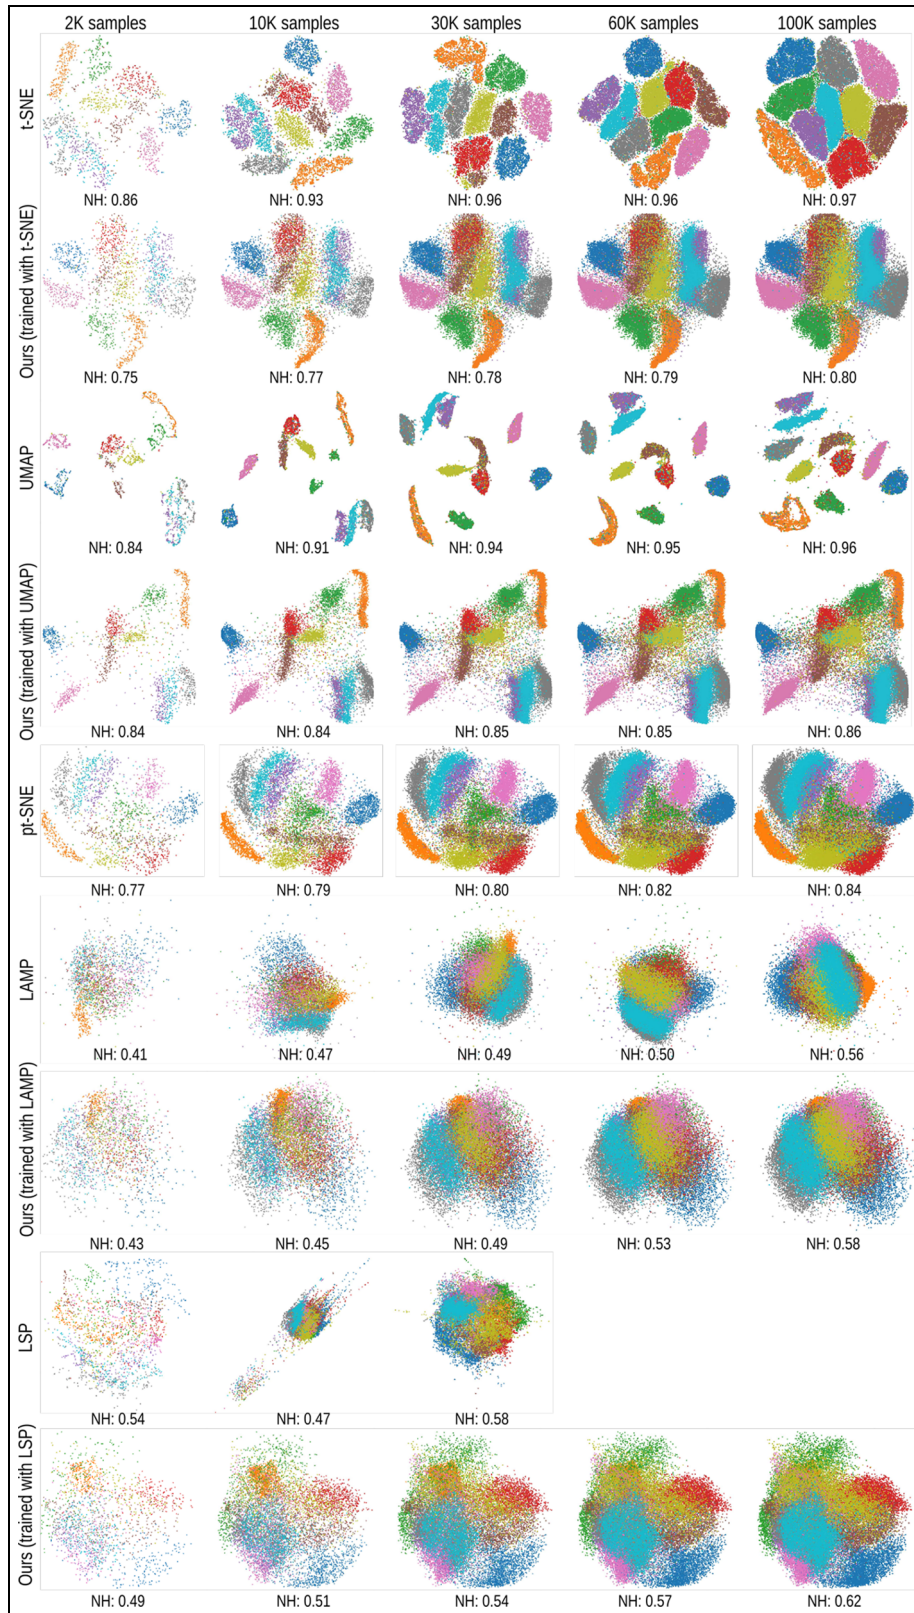 2K samples 10K samples 30K samples 60K samples 100K samples
t-SNE
NH: 0.86 NH: 0.93 NH: 0.96 NH: 0.96 NH: 0.97
Ours (trained with t-SNE)
NH: 0.75 NH: 0.77 NH: 0.78 NH: 0.79 NH: 0.80
UMAP
NH: 0.84 NH: 0.91 NH: 0.94 NH: 0.95 NH: 0.96
Ours (trained with UMAP)
NH: 0.84 NH: 0.84 NH: 0.85 NH: 0.85 NH: 0.86
pt-SNE
NH: 0.77 NH: 0.79 NH: 0.80 NH: 0.82 NH: 0.84
LAMP
NH: 0.41 NH: 0.47 NH: 0.49 NH: 0.50 NH: 0.56
Ours (trained with LAMP)
NH: 0.43 NH: 0.45 NH: 0.49 NH: 0.53 NH: 0.58
LSP
NH: 0.54 NH: 0.47 NH: 0.58
Ours (trained with LSP)
NH: 0.49 NH: 0.51 NH: 0.54 NH: 0.57 NH: 0.62